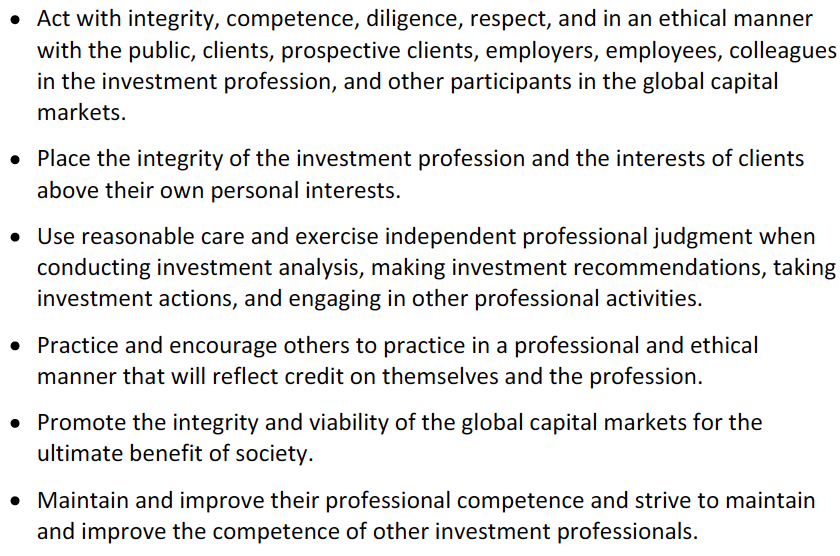 • Act with integrity, competence, diligence, respect, and in an ethical manner
with the public, clients, prospective clients, employers, employees, colleagues
in the investment profession, and other participants in the global capital
markets.
• Place the integrity of the investment profession and the interests of clients
above their own personal interests.
• Use reasonable care and exercise independent professional judgment when
conducting investment analysis, making investment recommendations, taking
investment actions, and engaging in other professional activities.
• Practice and encourage others to practice in a professional and ethical
manner that will reflect credit on themselves and the profession.
• Promote the integrity and viability of the global capital markets for the
ultimate benefit of society.
• Maintain and improve their professional competence and strive to maintain
and improve the competence of other investment professionals.